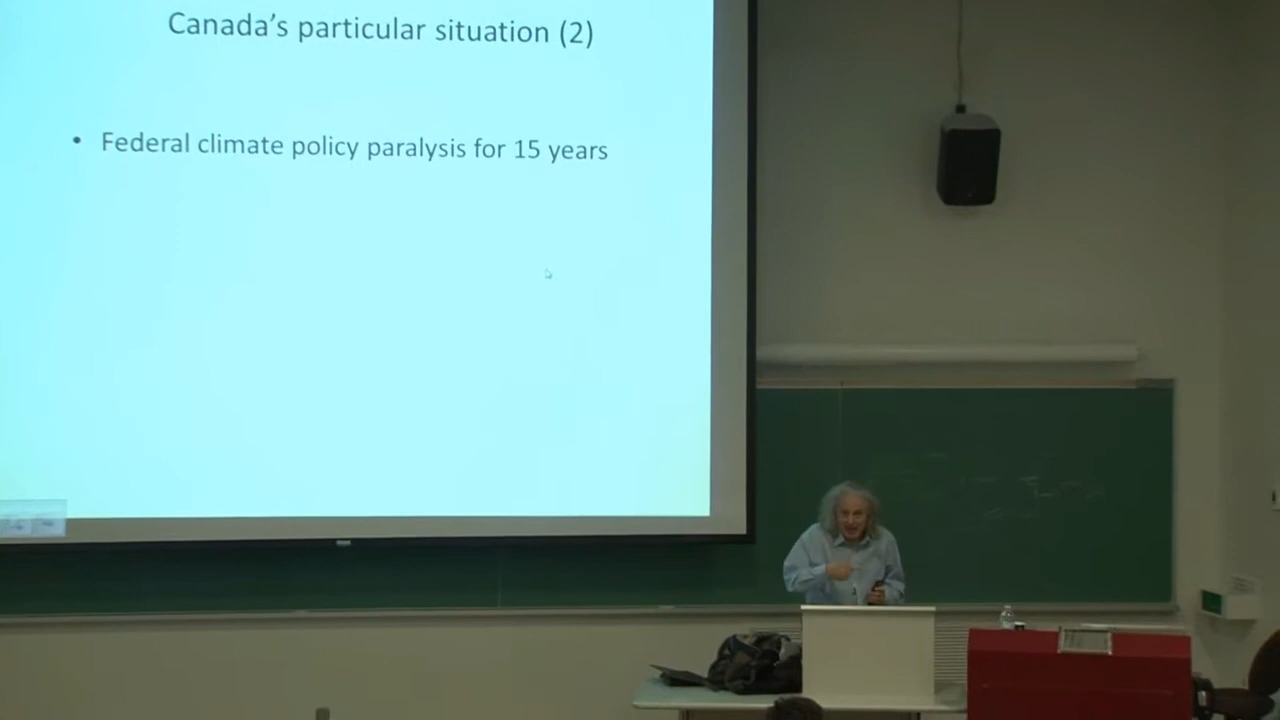 Canada's particular situation (2)
• Federal climate policy paralysis for 15 years